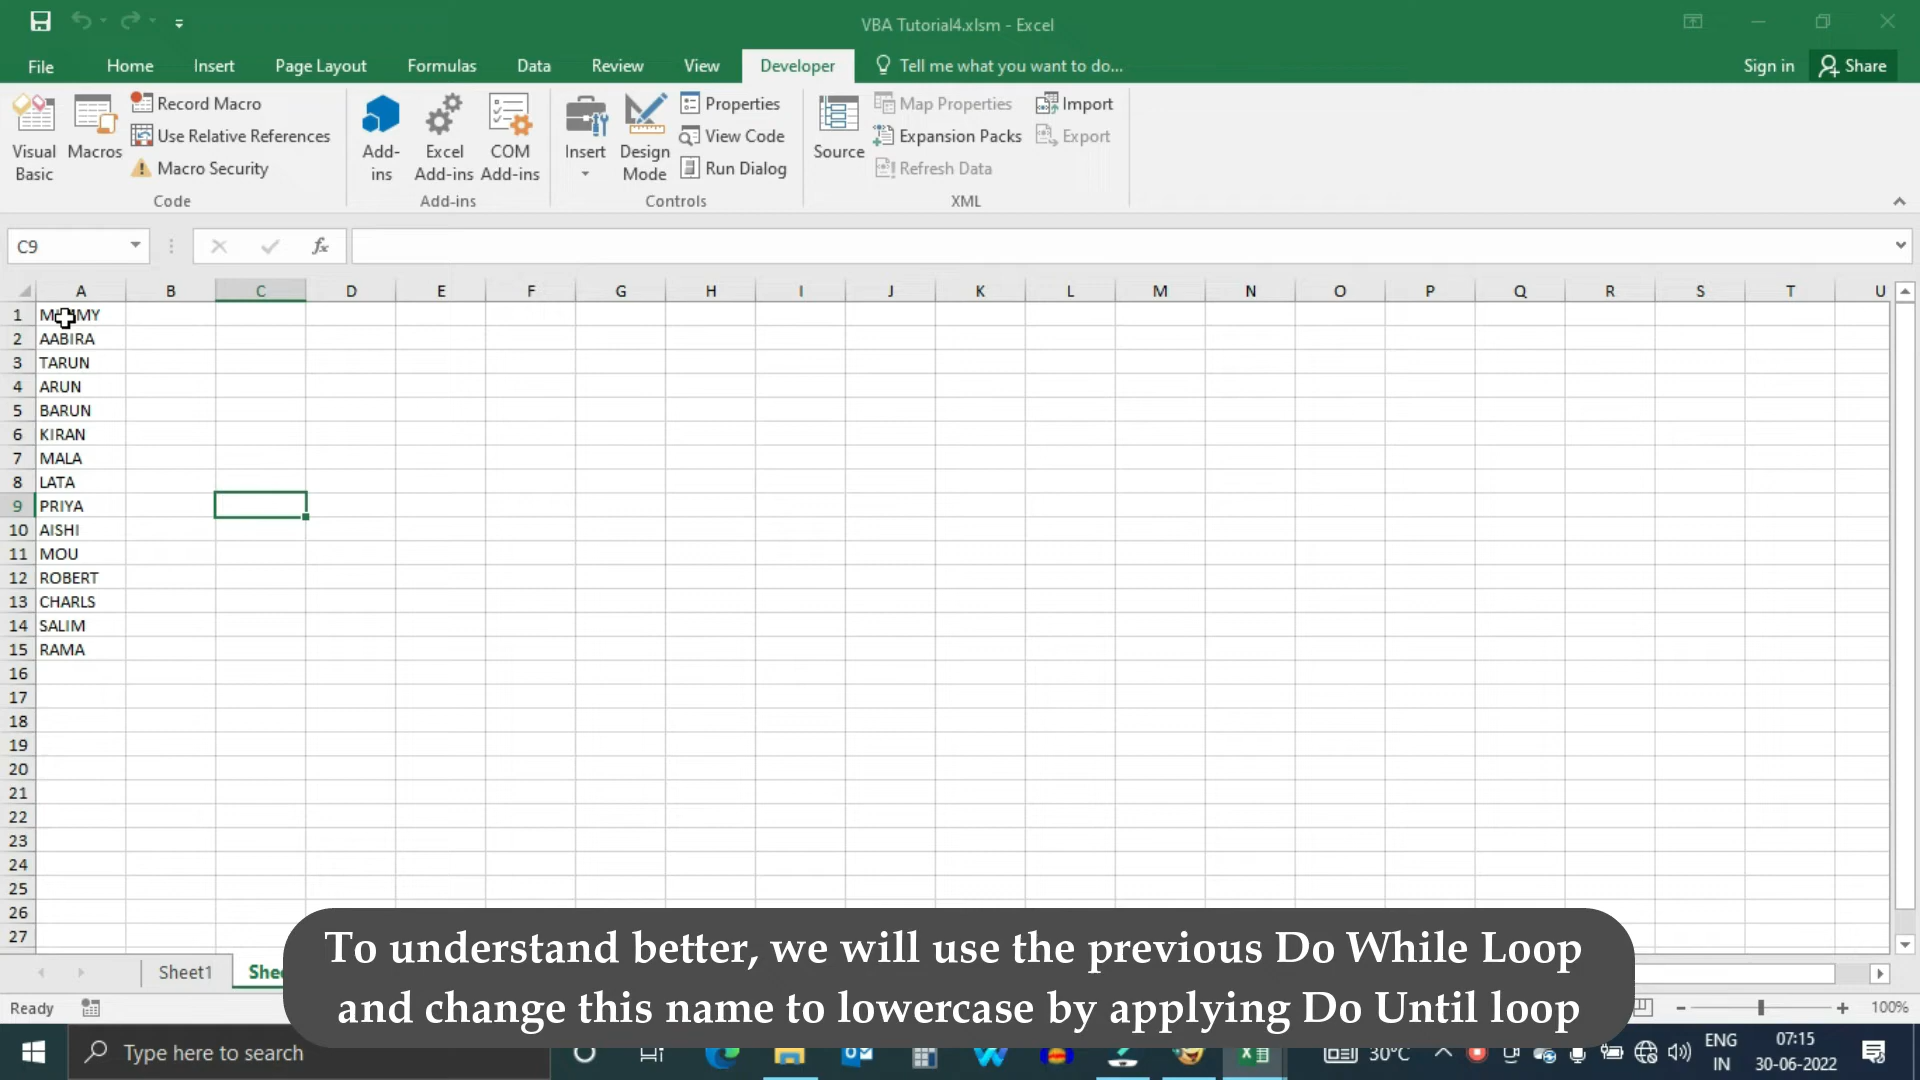 VBA Tutorial4.xlsm - Excel
File Home Insert Page Layout Formulas Data Review View Developer Tell me what you want to do... Sign in Share
Visual Basic
Macros
Record Macro
Use Relative References
Macro Security
Code
Add-ins
Excel Add-ins
COM Add-ins
Add-ins
Insert
Design Mode
Properties
View Code
Run Dialog
Controls
Source
Map Properties
Expansion Packs
Refresh Data
Import
Export
XML
C9
fx
A B C D E F G H I J K L M N O P Q R S T U
1
2 AABIRA
3 TARUN
4 ARUN
5 BARUN
6 KIRAN
7 MALA
8 LATA
9 PRIYA
10 AISHI
11 MOU
12 ROBERT
13 CHARLS
14 SALIM
15 RAMA
16
17
18
19
20
21
22
23
24
25
26
27
To understand better, we will use the previous Do While Loop
and change this name to lowercase by applying Do Until loop
Sheet1
Ready
100%
Type here to search
30°C
ENG
IN
07:15
30-06-2022